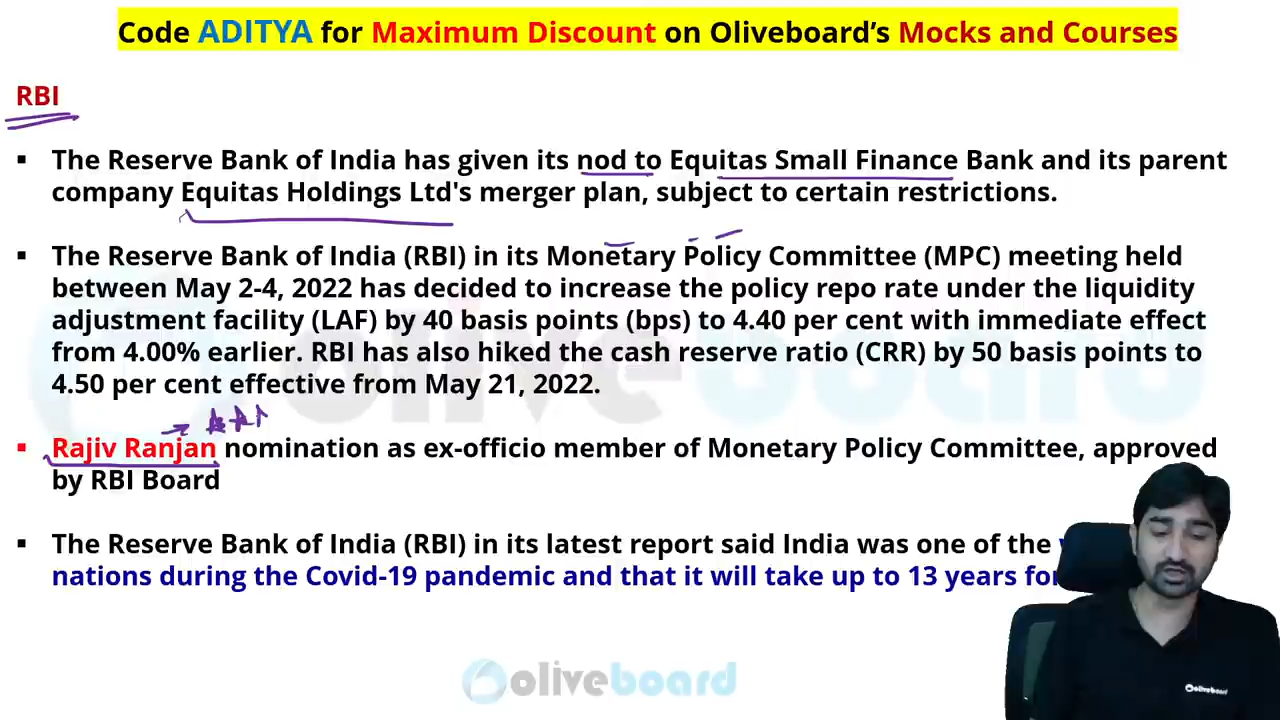 Code ADITYA for Maximum Discount on Oliveboard's Mocks and Courses
RBI
▪ The Reserve Bank of India has given its nod to Equitas Small Finance Bank and its parent
company Equitas Holdings Ltd's merger plan, subject to certain restrictions.
▪ The Reserve Bank of India (RBI) in its Monetary Policy Committee (MPC) meeting held
between May 2-4, 2022 has decided to increase the policy repo rate under the liquidity
adjustment facility (LAF) by 40 basis points (bps) to 4.40 per cent with immediate effect
from 4.00% earlier. RBI has also hiked the cash reserve ratio (CRR) by 50 basis points to
4.50 per cent effective from May 21, 2022.
▪ Rajiv Ranjan nomination as ex-officio member of Monetary Policy Committee, approved
by RBI Board
▪ The Reserve Bank of India (RBI) in its latest report said India was one of the
nations during the Covid-19 pandemic and that it will take up to 13 years for
oliveboard
oliveboard
oliveboard